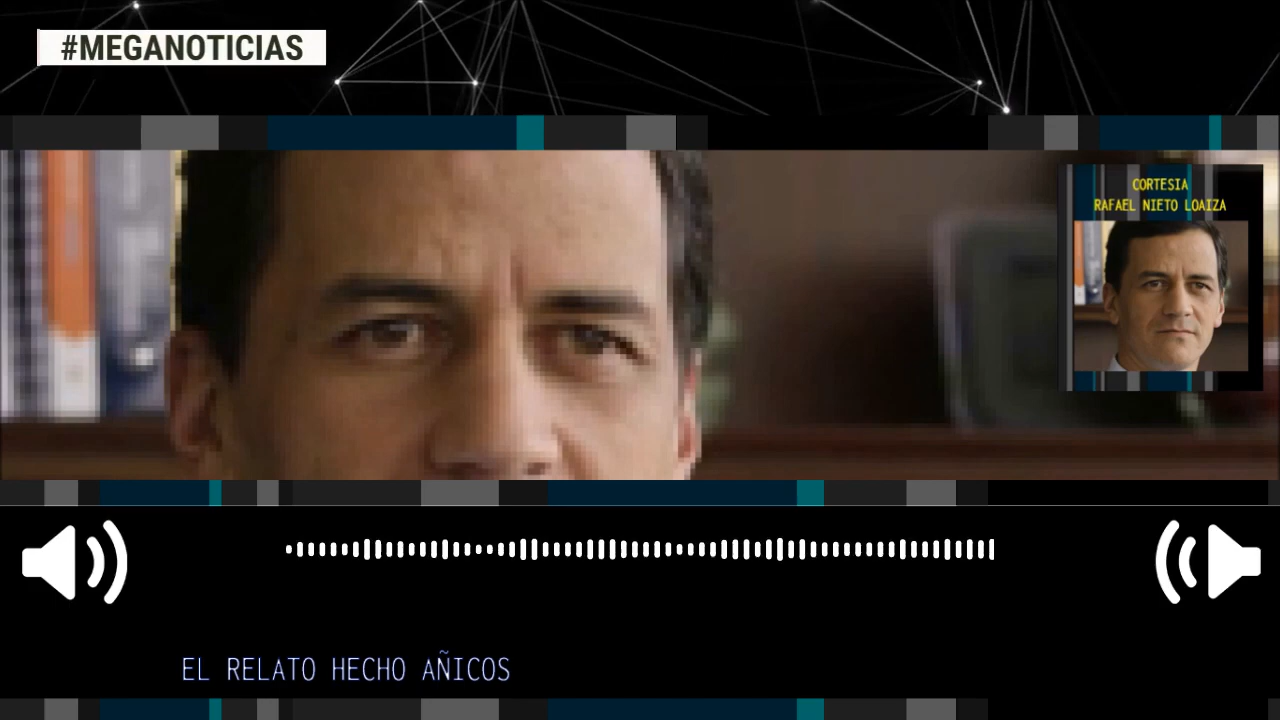 #MEGANOTICIAS
CORTESIA
RAFAEL NIETO LOAIZA
EL RELATO HECHO AÑICOS